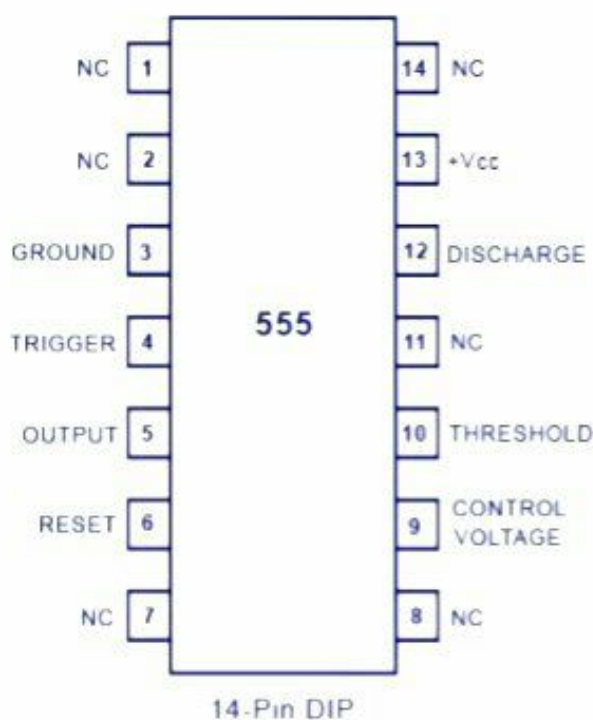 NC 1 14 NC
NC 2 13 +Vcc
GROUND 3 12 DISCHARGE
555
TRIGGER 4 11 NC
OUTPUT 5 10 THRESHOLD
RESET 6 9 CONTROL
VOLTAGE
NC 7 8 NC
14-Pin DIP